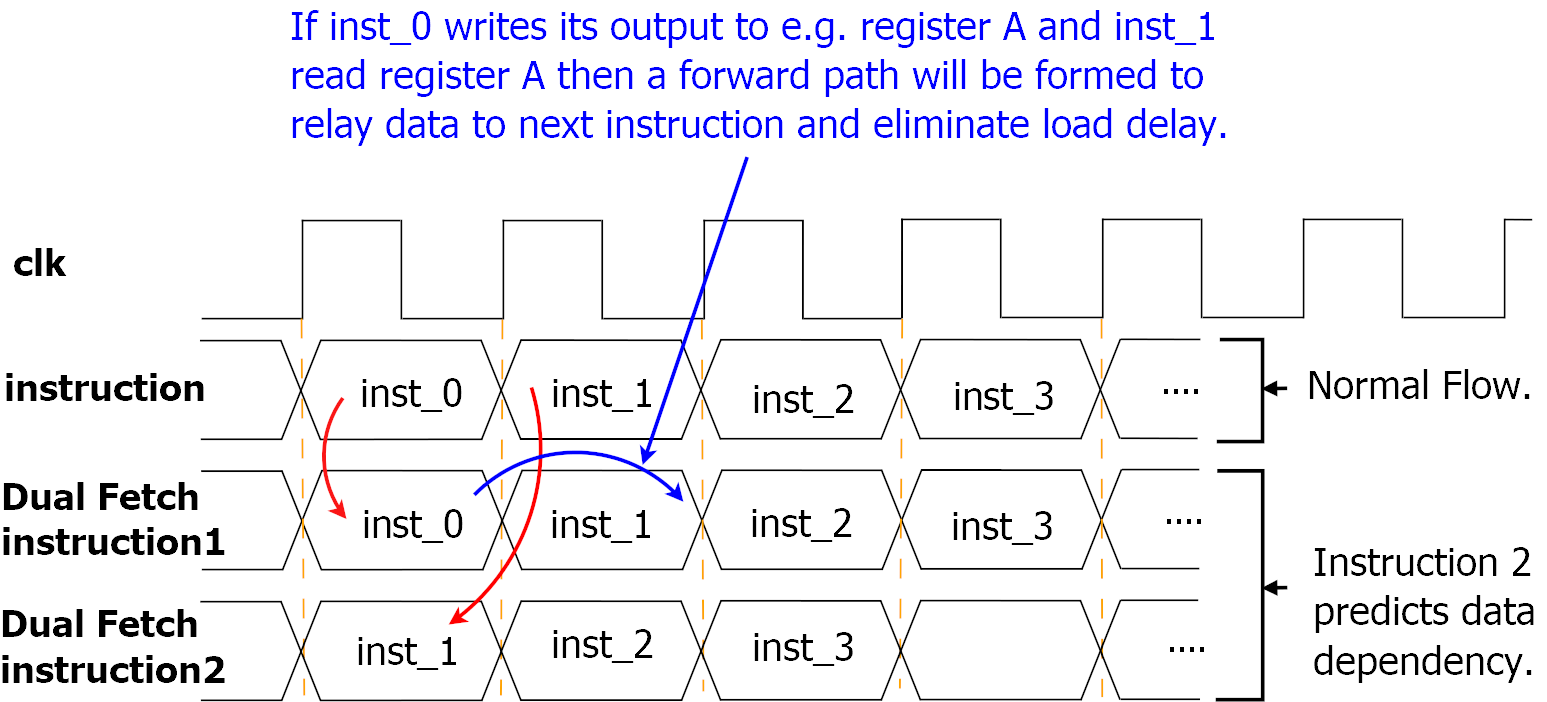 If inst_0 writes its output to e.g. register A and inst_1
read register A then a forward path will be formed to
relay data to next instruction and eliminate load delay.
clk
instruction
inst_0
inst_1
inst_2
inst_3
....
Normal Flow.
Dual Fetch
instruction1
inst_0
inst_1
inst_2
inst_3
....
Dual Fetch
instruction2
inst_1
inst_2
inst_3
....
Instruction 2
predicts data
dependency.